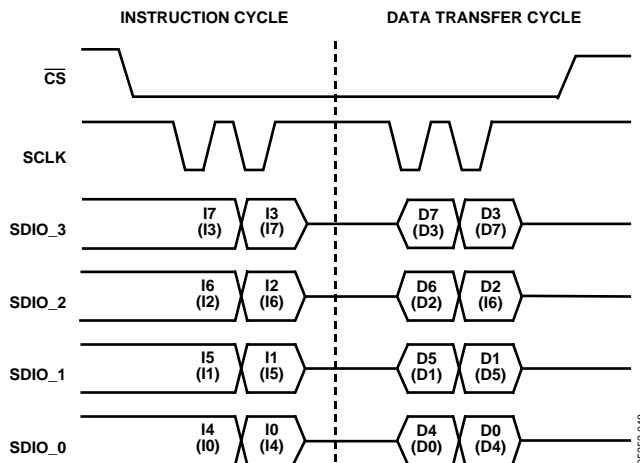 INSTRUCTION CYCLE DATA TRANSFER CYCLE
CS
SCLK
SDIO_3 I7 I3 D7 D3
(I3) (I7) (D3) (D7)
SDIO_2 I6 I2 D6 D2
(I2) (I6) (D2) (I6)
SDIO_1 I5 I1 D5 D1
(I1) (I5) (D1) (D5)
SDIO_0 I4 I0 D4 D0
(I0) (I4) (D0) (D4)